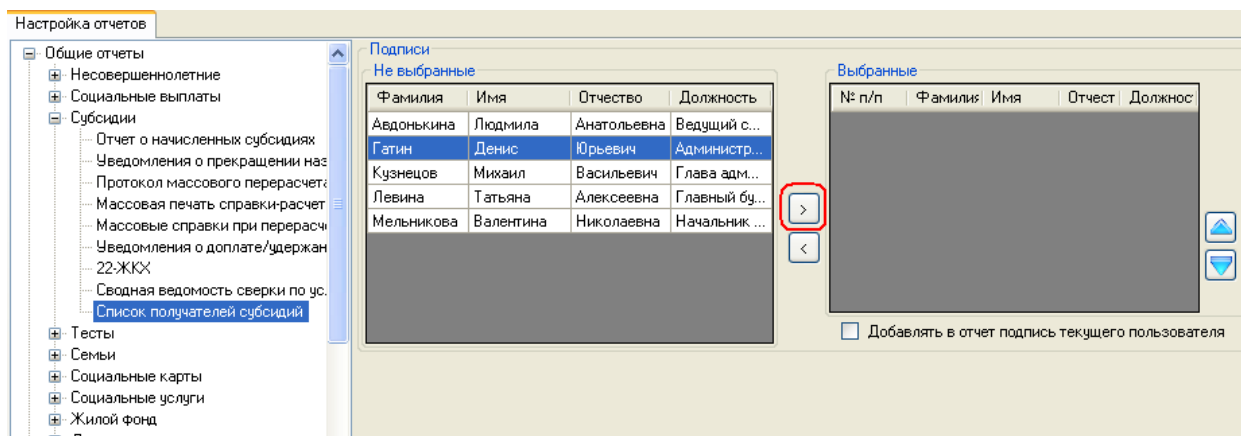 Настройка отчетов
Общие отчеты
Несовершеннолетние
Социальные выплаты
Субсидии
Отчет о начисленных субсидиях
Уведомления о прекращении наз
Протокол массового перерасчета
Массовая печать справки-расчет
Массовые справки при перерасч
Уведомления о доплате/удержан
22-ЖКХ
Сводная ведомость сверки по ус.
Список получателей субсидий
Тесты
Семьи
Социальные карты
Социальные услуги
Жилой фонд
Подписи
Не выбранные
Фамилия Имя Отчество Должность
Авдонькина Людмила Анатольевна Ведущий с...
Гатин Денис Юрьевич Администр...
Кузнецов Михаил Васильевич Глава адм...
Левина Татьяна Алексеевна Главный бу...
Мельникова Валентина Николаевна Начальник ...
>
<
Выбранные
№ п/п Фамилия Имя Отчест Должнос
Добавлять в отчет подпись текущего пользователя